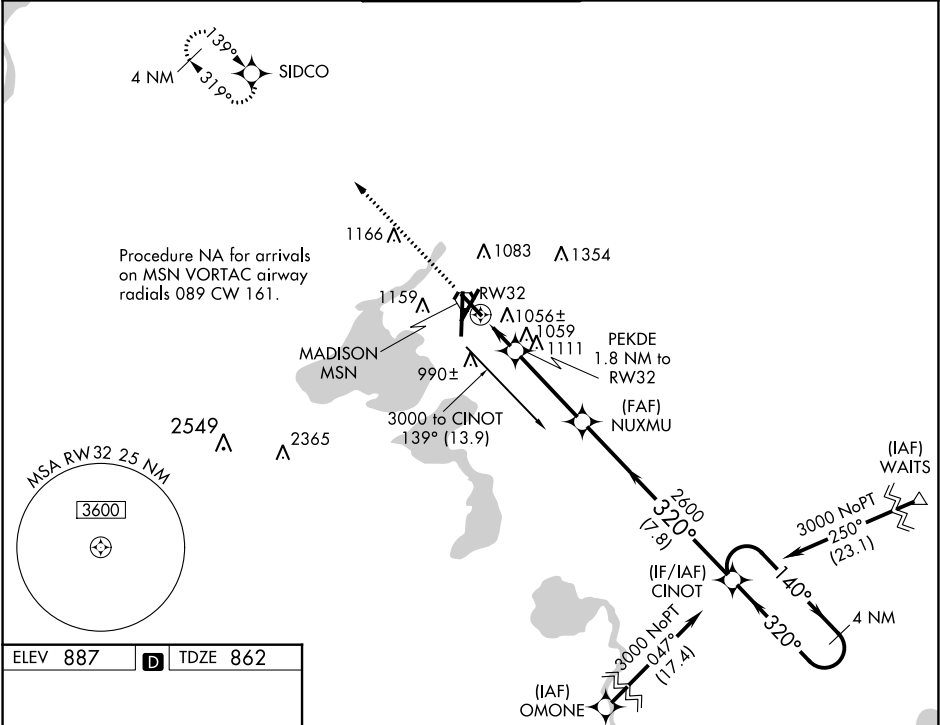 139°
4 NM
319°
SIDCO
1166
1083
1354
Procedure NA for arrivals
on MSN VORTAC airway
radials 089 CW 161.
1159
RW32
1056±
1059
1111
MADISON
MSN
990±
PEKDE
1.8 NM to
RW32
3000 to CINOT
139° (13.9)
(FAF)
NUXMU
2549
2365
MSA RW32 25 NM
3600
(IAF)
WAITS
2600
320°
(7.8)
3000 NoPT
250°
(23.1)
(IF/IAF)
CINOT
140°
320°
4 NM
3000 NoPT
047°
(17.4)
(IAF)
OMONE
ELEV 887
D
TDZE 862